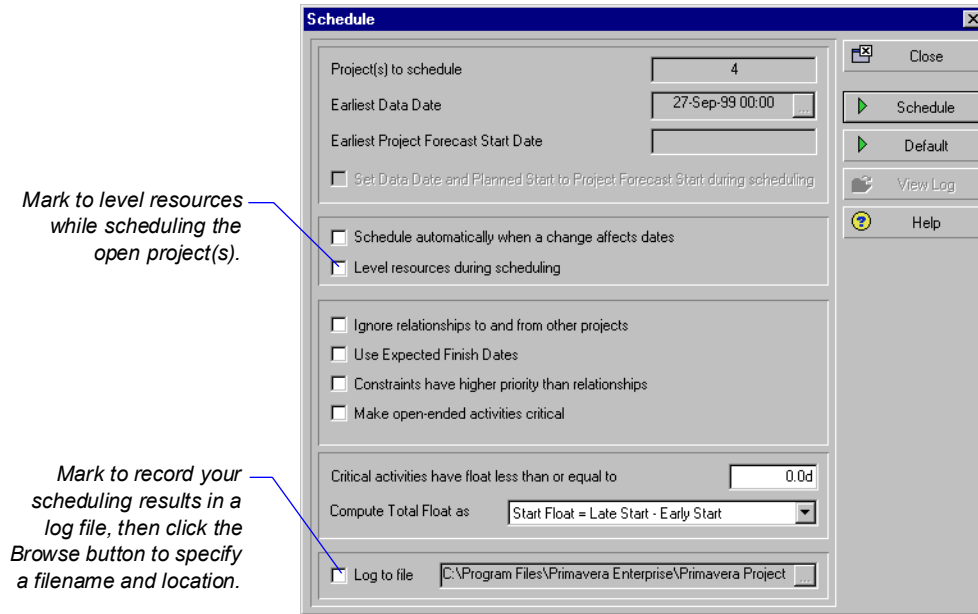 Schedule
Project(s) to schedule
4
Earliest Data Date
27-Sep-99 00:00
...
Earliest Project Forecast Start Date
Set Data Date and Planned Start to Project Forecast Start during scheduling
Schedule automatically when a change affects dates
Level resources during scheduling
Ignore relationships to and from other projects
Use Expected Finish Dates
Constraints have higher priority than relationships
Make open-ended activities critical
Critical activities have float less than or equal to
0.0d
Compute Total Float as
Start Float = Late Start - Early Start
Log to file
C:\Program Files\Primavera Enterprise\Primavera Project
...
Close
Schedule
Default
View Log
Help
Mark to level resources
while scheduling the
open project(s).
Mark to record your
scheduling results in a
log file, then click the
Browse button to specify
a filename and location.